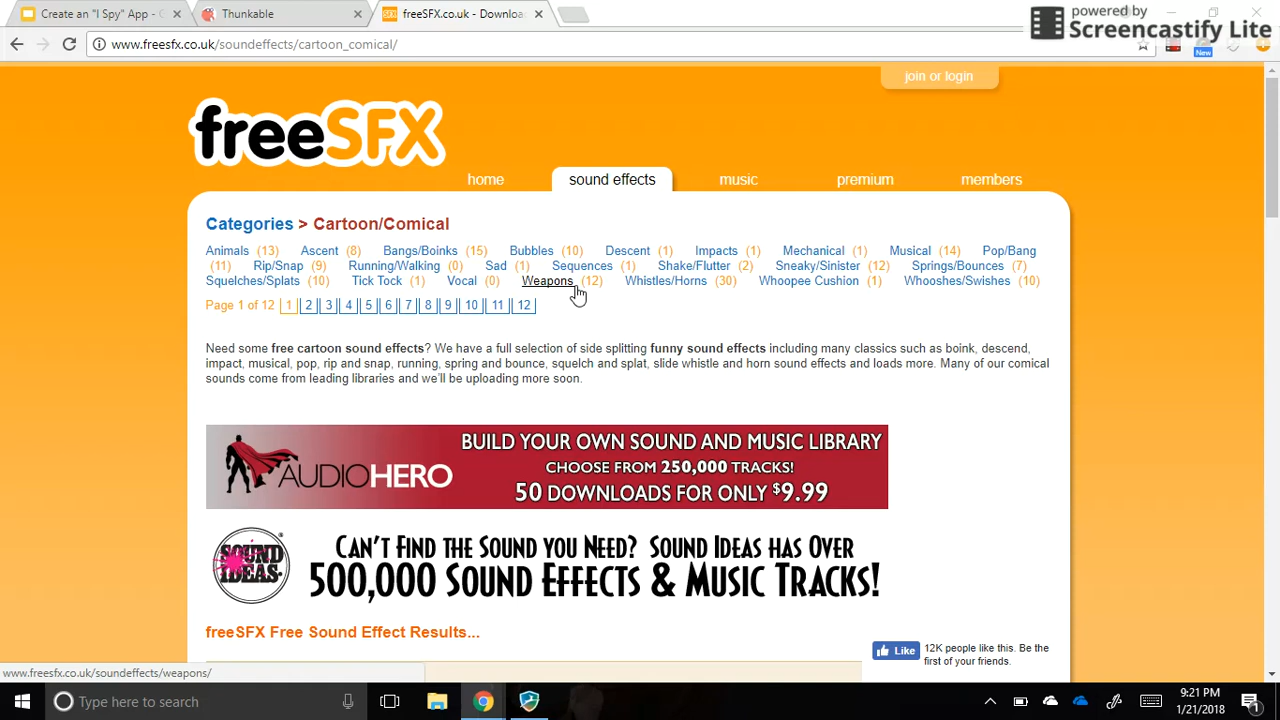 Create an "I Spy" App - G
Thunkable
freeSFX.co.uk - Downloa
powered by
Screencastify Lite
www.freesfx.co.uk/soundeffects/cartoon_comical/
New
join or login
freeSFX
home sound effects music premium members
Categories > Cartoon/Comical
Animals (13) Ascent (8) Bangs/Boinks (15) Bubbles (10) Descent (1) Impacts (1) Mechanical (1) Musical (14) Pop/Bang
(11) Rip/Snap (9) Running/Walking (0) Sad (1) Sequences (1) Shake/Flutter (2) Sneaky/Sinister (12) Springs/Bounces (7)
Squelches/Splats (10) Tick Tock (1) Vocal (0) Weapons (12) Whistles/Horns (30) Whoopee Cushion (1) Whooshes/Swishes (10)
Page 1 of 12 1 2 3 4 5 6 7 8 9 10 11 12
Need some free cartoon sound effects? We have a full selection of side splitting funny sound effects including many classics such as boink, descend,
impact, musical, pop, rip and snap, running, spring and bounce, squelch and splat, slide whistle and horn sound effects and loads more. Many of our comical
sounds come from leading libraries and we'll be uploading more soon.
AUDIOHERO
BUILD YOUR OWN SOUND AND MUSIC LIBRARY
CHOOSE FROM 250,000 TRACKS!
50 DOWNLOADS FOR ONLY $9.99
SOUND IDEAS
CAN'T FIND THE SOUND YOU NEED? SOUND IDEAS HAS OVER
500,000 SOUND EFFECTS & MUSIC TRACKS!
freeSFX Free Sound Effect Results...
Like
12K people like this. Be the
first of your friends.
www.freesfx.co.uk/soundeffects/weapons/
Type here to search
9:21 PM
1/21/2018
1